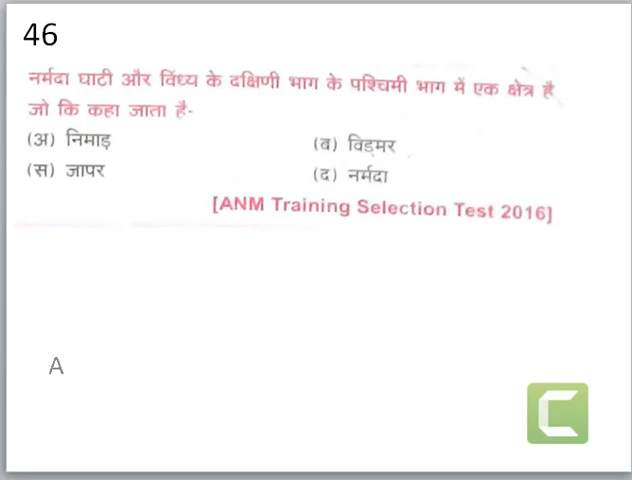 46
नर्मदा घाटी और विंध्य के दक्षिणी भाग के पश्चिमी भाग में एक क्षेत्र है
जो कि कहा जाता है-
(अ) निमाड़ (ब) विड्मर
(स) जापर (द) नर्मदा
[ANM Training Selection Test 2016]
A